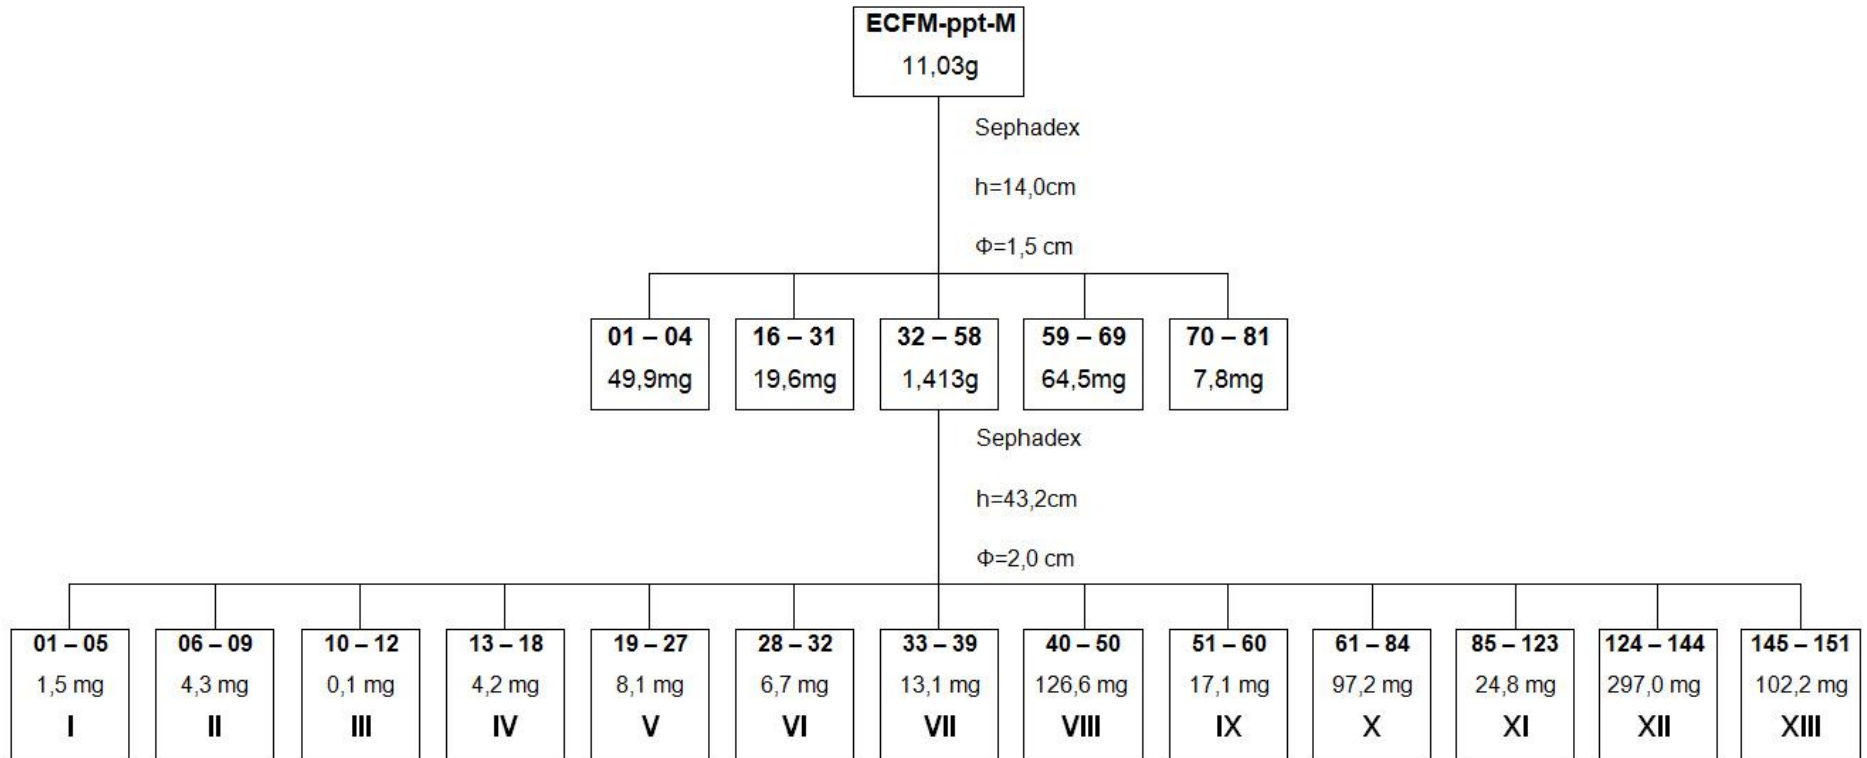 ECFM-ppt-M
11,03g
Sephadex
h=14,0cm
Φ=1,5 cm
01 – 04
49,9mg
16 – 31
19,6mg
32 – 58
1,413g
59 – 69
64,5mg
70 – 81
7,8mg
Sephadex
h=43,2cm
Φ=2,0 cm
01 – 05
1,5 mg
I
06 – 09
4,3 mg
II
10 – 12
0,1 mg
III
13 – 18
4,2 mg
IV
19 – 27
8,1 mg
V
28 – 32
6,7 mg
VI
33 – 39
13,1 mg
VII
40 – 50
126,6 mg
VIII
51 – 60
17,1 mg
IX
61 – 84
97,2 mg
X
85 – 123
24,8 mg
XI
124 – 144
297,0 mg
XII
145 – 151
102,2 mg
XIII